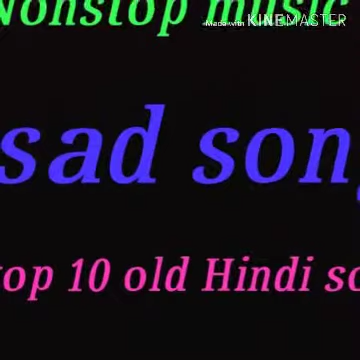 Nonstop music
Made with KINEMASTER
sad son
top 10 old Hindi so